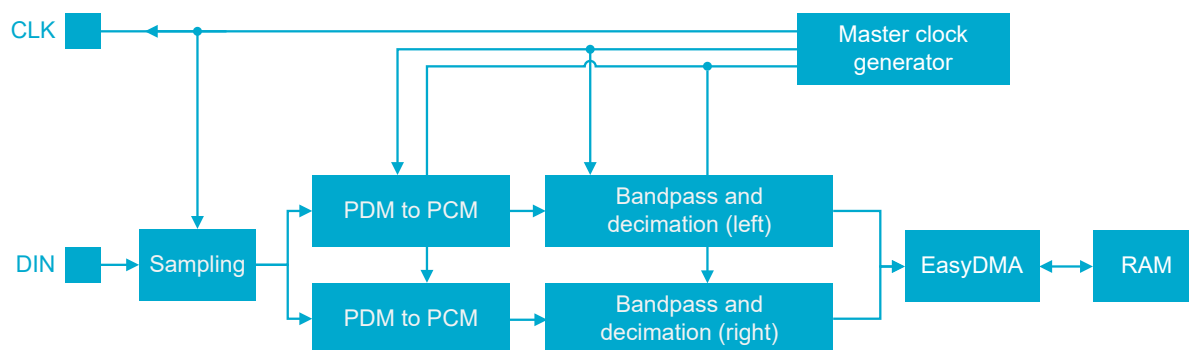 CLK
Master clock
generator
PDM to PCM
Bandpass and
decimation (left)
DIN
Sampling
EasyDMA
RAM
PDM to PCM
Bandpass and
decimation (right)